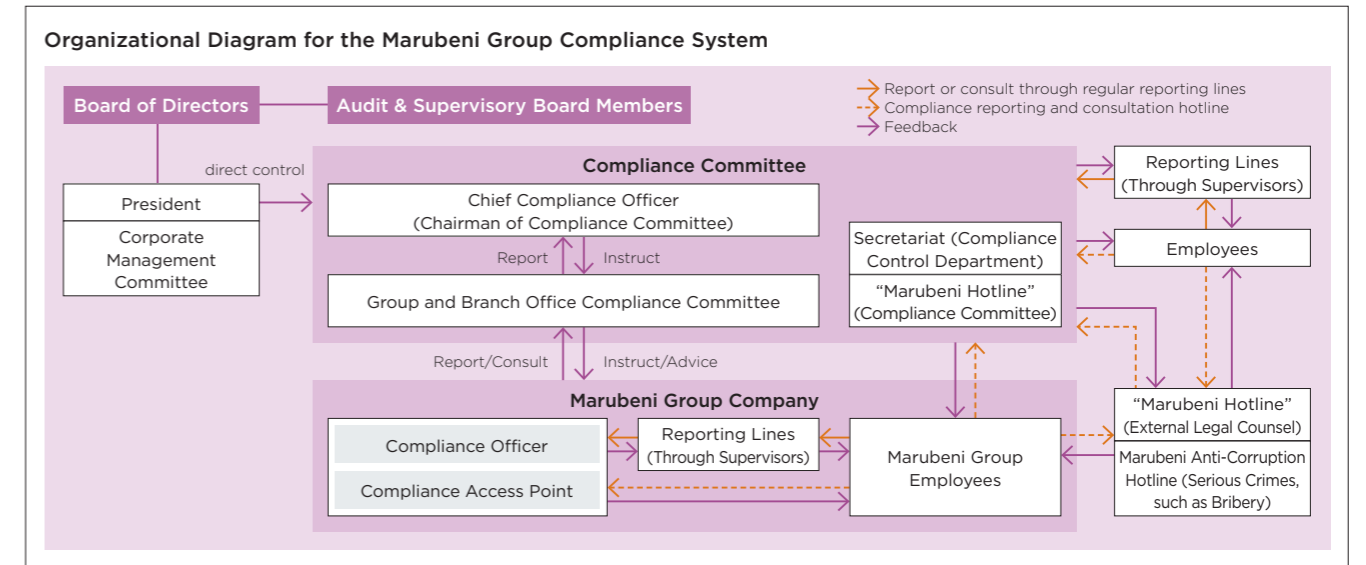 Organizational Diagram for the Marubeni Group Compliance System
Board of Directors
Audit & Supervisory Board Members
Report or consult through regular reporting lines
Compliance reporting and consultation hotline
Feedback
direct control
President
Corporate
Management
Committee
Compliance Committee
Chief Compliance Officer
(Chairman of Compliance Committee)
Report
Instruct
Group and Branch Office Compliance Committee
Secretariat (Compliance
Control Department)
“Marubeni Hotline”
(Compliance Committee)
Reporting Lines
(Through Supervisors)
Employees
Report/Consult
Instruct/Advice
Marubeni Group Company
Compliance Officer
Compliance Access Point
Reporting Lines
(Through Supervisors)
Marubeni Group
Employees
“Marubeni Hotline”
(External Legal Counsel)
Marubeni Anti-Corruption
Hotline (Serious Crimes,
such as Bribery)